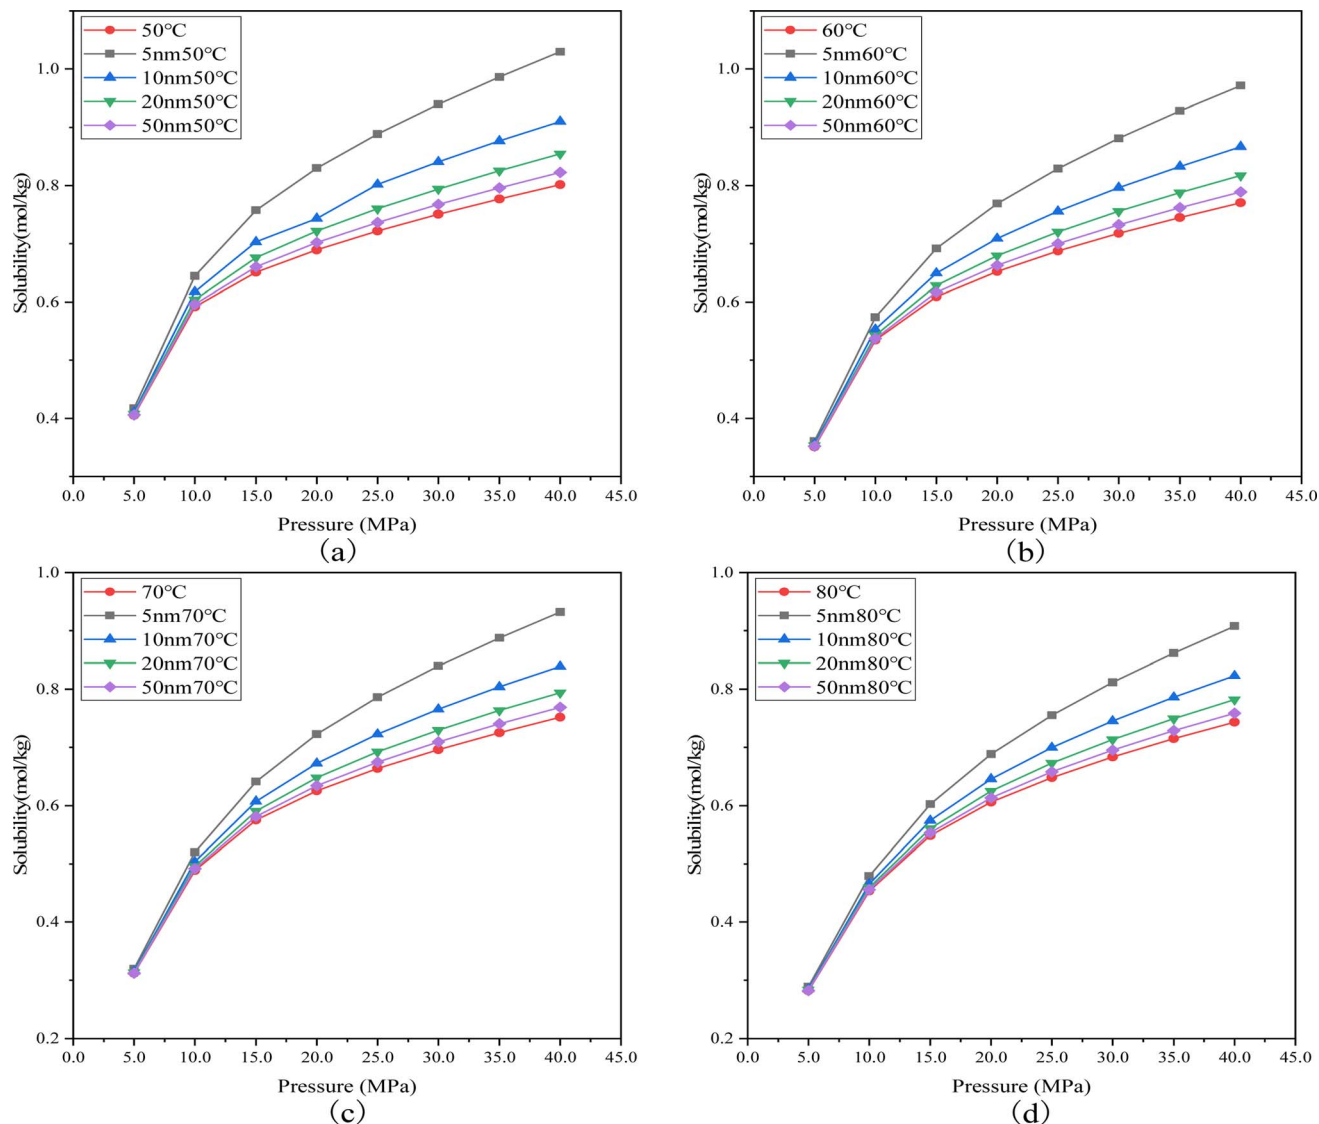 50℃
5nm50℃
10nm50℃
20nm50℃
50nm50℃
Solubility(mol/kg)
1.0
0.8
0.6
0.4
0.0 5.0 10.0 15.0 20.0 25.0 30.0 35.0 40.0 45.0
Pressure (MPa)
(a)
60℃
5nm60℃
10nm60℃
20nm60℃
50nm60℃
Solubility(mol/kg)
1.0
0.8
0.6
0.4
0.0 5.0 10.0 15.0 20.0 25.0 30.0 35.0 40.0 45.0
Pressure (MPa)
(b)
70℃
5nm70℃
10nm70℃
20nm70℃
50nm70℃
Solubility(mol/kg)
1.0
0.8
0.6
0.4
0.2
0.0 5.0 10.0 15.0 20.0 25.0 30.0 35.0 40.0 45.0
Pressure (MPa)
(c)
80℃
5nm80℃
10nm80℃
20nm80℃
50nm80℃
Solubility(mol/kg)
1.0
0.8
0.6
0.4
0.2
0.0 5.0 10.0 15.0 20.0 25.0 30.0 35.0 40.0 45.0
Pressure (MPa)
(d)